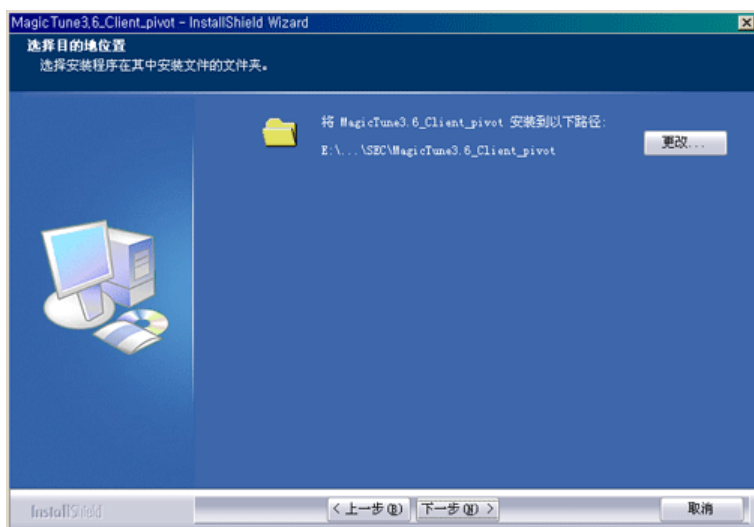 MagicTune3,6_Client_pivot - InstallShield Wizard
选择目的地位置
选择安装程序在其中安装文件的文件夹。
将 MagicTune3.6_Client_pivot 安装到以下路径:
E:\...\SEC\MagicTune3.6_Client_pivot
更改...
InstallShield
< 上一步(B)
下一步(N) >
取消